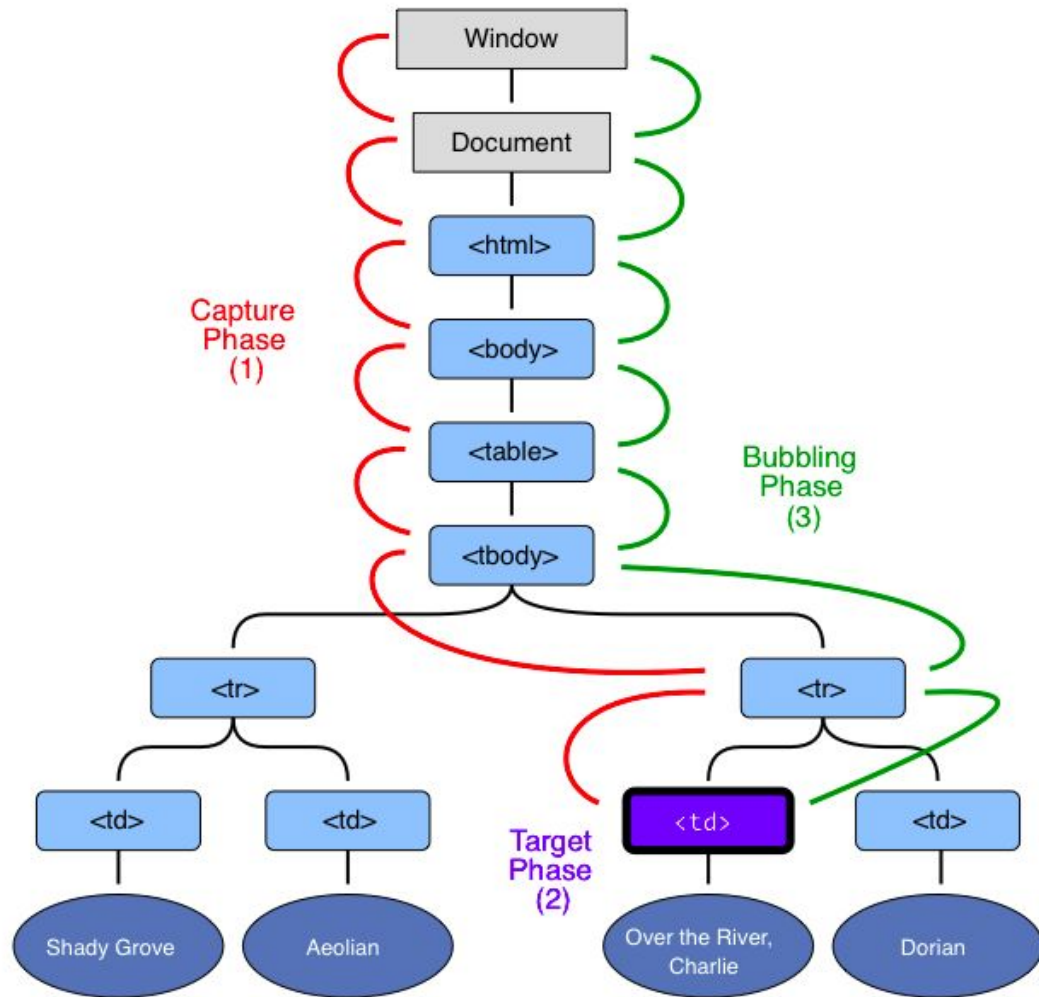 Window
Document
<html>
Capture
Phase
(1)
<body>
<table>
Bubbling
Phase
(3)
<tbody>
<tr>
<tr>
<td>
<td>
<td>
<td>
Target
Phase
(2)
Shady Grove
Aeolian
Over the River,
Charlie
Dorian